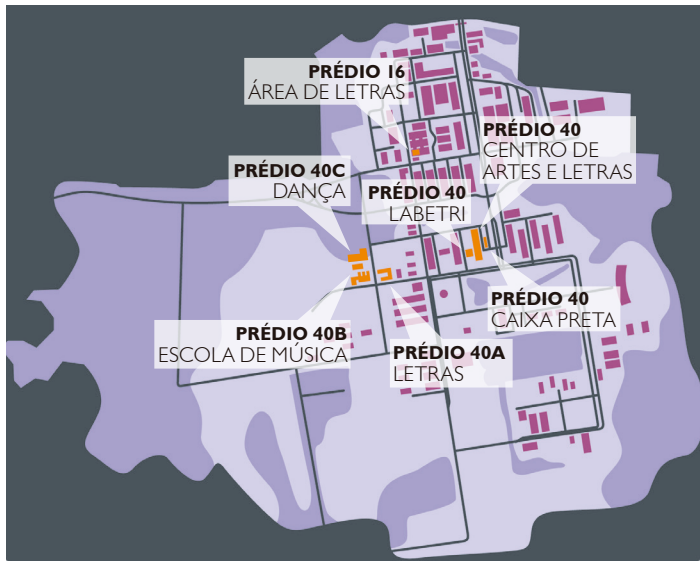 PRÉDIO 16
ÁREA DE LETRAS
PRÉDIO 40
CENTRO DE
ARTES E LETRAS
PRÉDIO 40C
DANÇA
PRÉDIO 40
LABETRI
PRÉDIO 40
CAIXA PRETA
PRÉDIO 40B
ESCOLA DE MÚSICA
PRÉDIO 40A
LETRAS